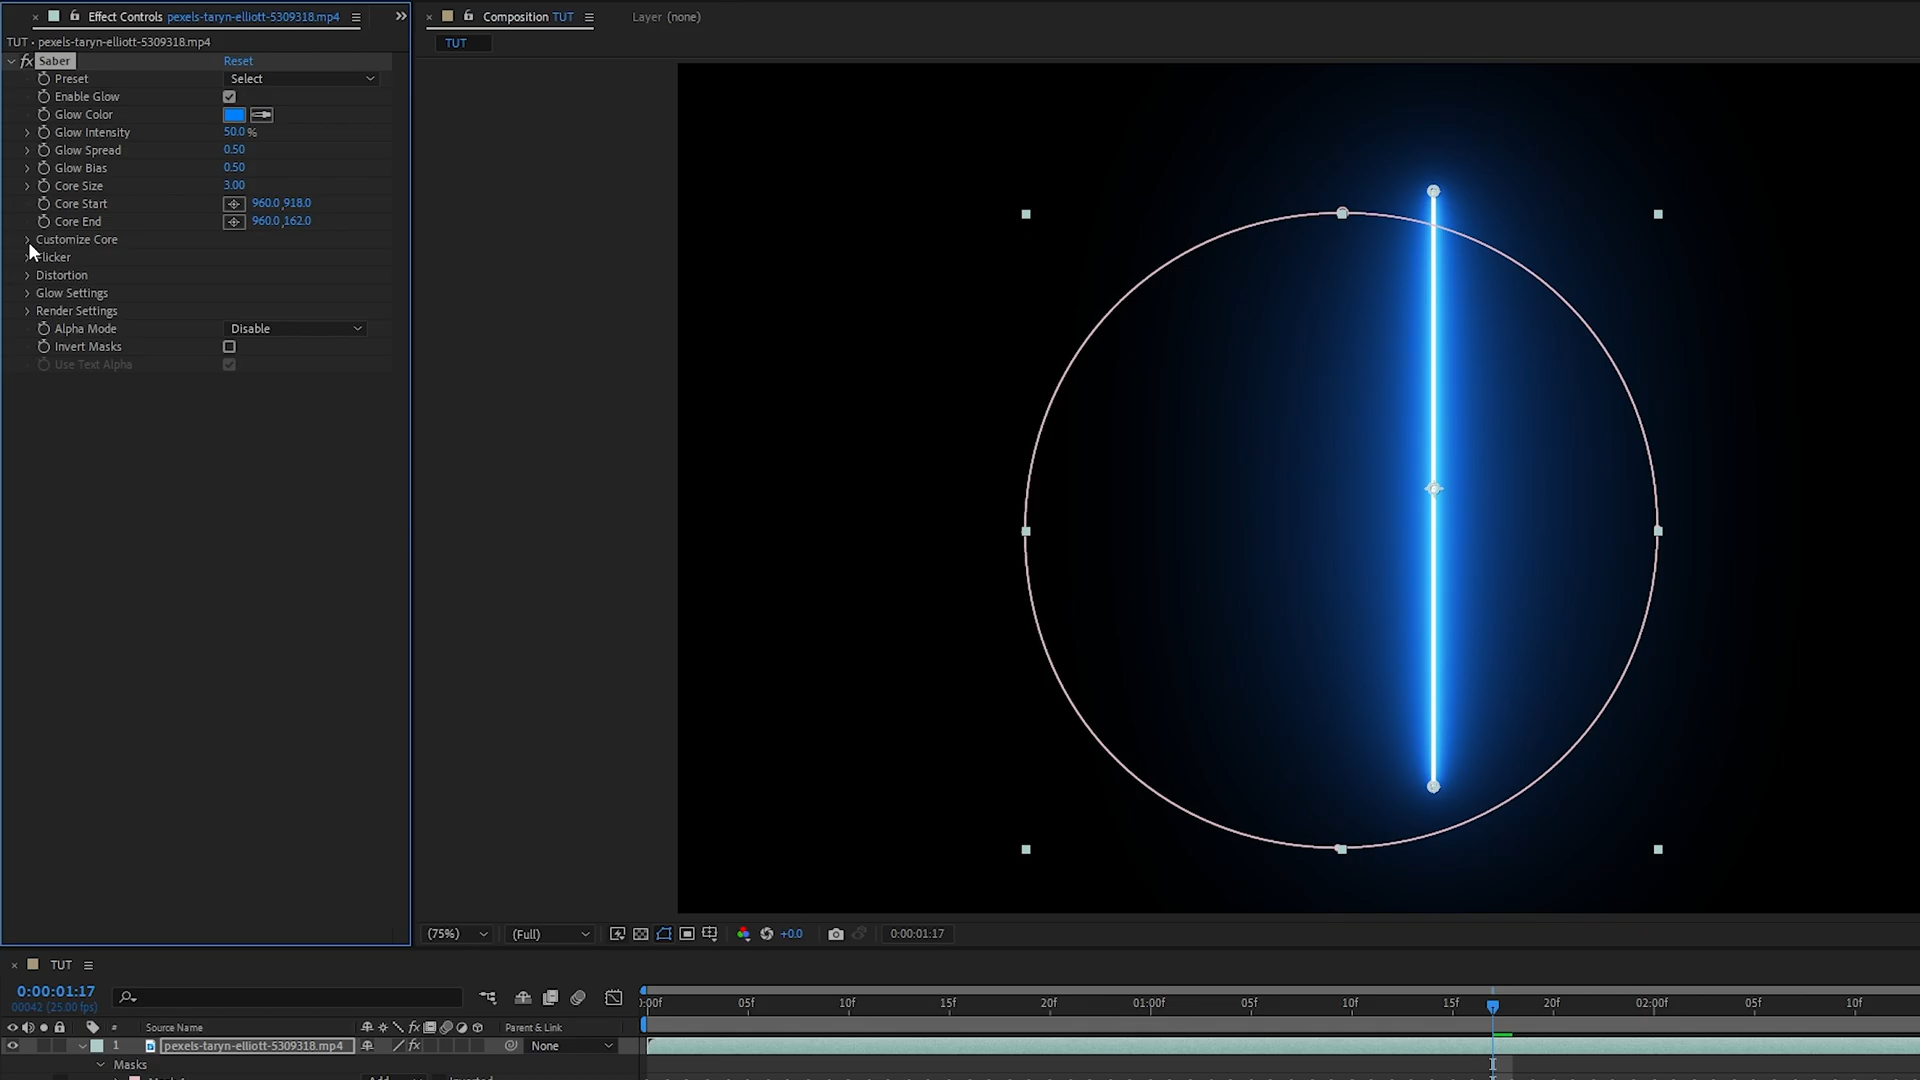 Effect Controls pexels-taryn-elliott-5309318.mp4
Composition TUT
Layer (none)
TUT • pexels-taryn-elliott-5309318.mp4
TUT
fx Saber Reset
Preset Select
Enable Glow
Glow Color
Glow Intensity 50.0 %
Glow Spread 0.50
Glow Bias 0.50
Core Size 3.00
Core Start 960.0 ,918.0
Core End 960.0 ,162.0
Customize Core
Flicker
Distortion
Glow Settings
Render Settings
Alpha Mode Disable
Invert Masks
Use Text Alpha
(75%) (Full) +0.0 0:00:01:17
TUT
0:00:01:17
00042 (25.00 fps)
):00f 05f 10f 15f 20f 01:00f 05f 10f 15f 20f 02:00f 05f 10f
# Source Name fx Parent & Link
1 pexels-taryn-elliott-5309318.mp4 fx None
Masks